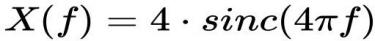 X(f) = 4 · sinc(4πf)